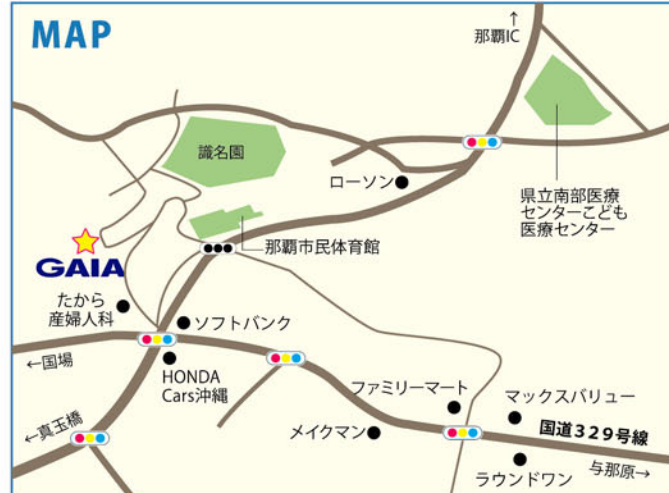 MAP
↑
那覇IC
識名園
ローソン
県立南部医療
センターこども
医療センター
那覇市民体育館
GAIA
たから
産婦人科
ソフトバンク
←国場
HONDA
Cars沖縄
ファミリーマート
マックスバリュー
国道329号線
←真玉橋
メイクマン
与那原→
ラウンドワン